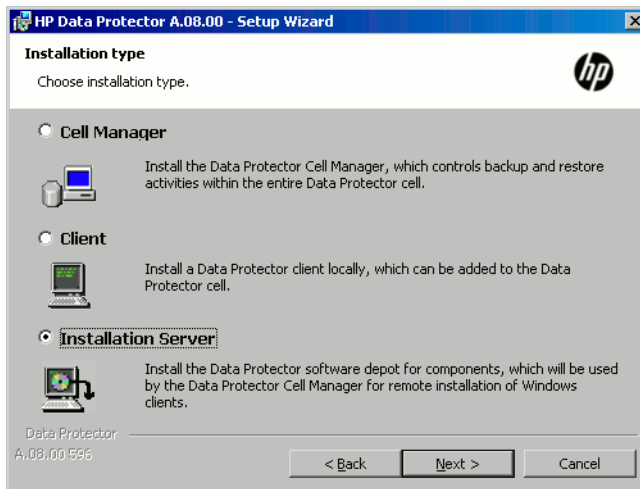 HP Data Protector A.08.00 - Setup Wizard
Installation type
Choose installation type.
hp
Cell Manager
Install the Data Protector Cell Manager, which controls backup and restore
activities within the entire Data Protector cell.
Client
Install a Data Protector client locally, which can be added to the Data
Protector cell.
Installation Server
Install the Data Protector software depot for components, which will be used
by the Data Protector Cell Manager for remote installation of Windows
clients.
Data Protector
A.08.00 596
< Back
Next >
Cancel